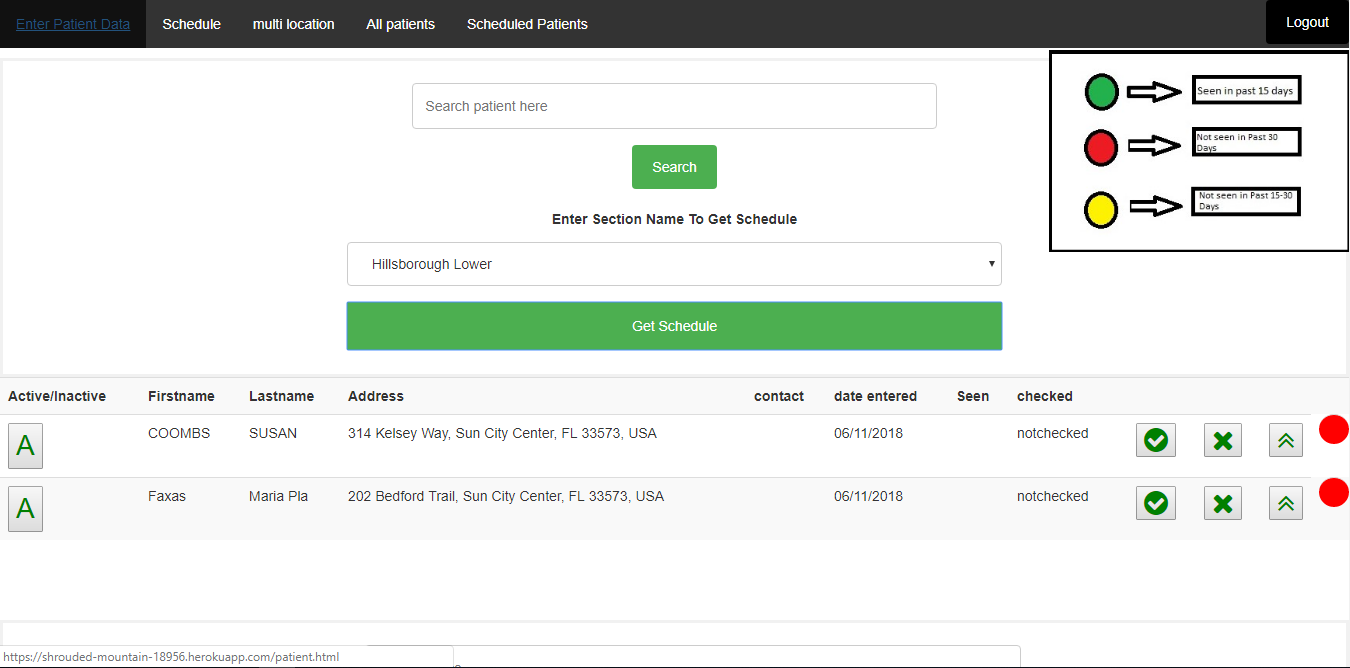 Enter Patient Data Schedule multi location All patients Scheduled Patients Logout
Seen in past 15 days
Not seen in Past 30
Days
Not seen in Past 15-30
Days
Search patient here
Search
Enter Section Name To Get Schedule
Hillsborough Lower
Get Schedule
Active/Inactive Firstname Lastname Address contact date entered Seen checked
A COOMBS SUSAN 314 Kelsey Way, Sun City Center, FL 33573, USA 06/11/2018 notchecked
A Faxas Maria Pla 202 Bedford Trail, Sun City Center, FL 33573, USA 06/11/2018 notchecked
https://shrouded-mountain-18956.herokuapp.com/patient.html